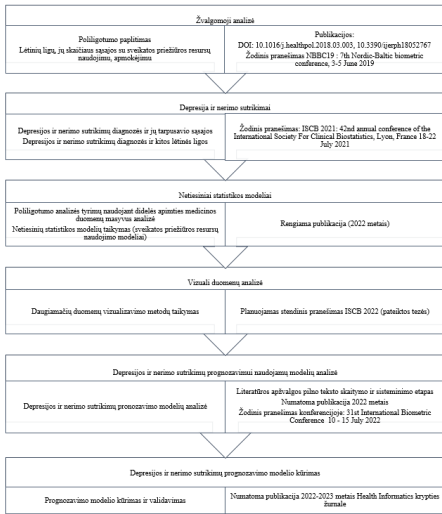 Žvalgomoji analizė
Poliligotumo paplitimas
Lėtinių ligų, jų skaičiaus sąsajos su sveikatos priežiūros resursų
naudojimu, apmokėjimu
Publikacijos:
DOI: 10.1016/j.healthpol.2018.03.003, 10.3390/ijerph18052767
Žodinis pranešimas NBBC19 : 7th Nordic-Baltic biometric
conference, 3-5 June 2019
Depresija ir nerimo sutrikimai
Depresijos ir nerimo sutrikimų diagnozės ir jų tarpusavio sąsajos
Depresijos ir nerimo sutrikimų diagnozės ir kitos lėtinės ligos
Žodinis pranešimas: ISCB 2021: 42nd annual conference of the
International Society For Clinical Biostatistics, Lyon, France 18-22
July 2021
Netiesiniai statistikos modeliai
Poliligotumo analizės tyrimų naudojant didelės apimties medicinos
duomenų masyvus analizė
Netiesinių statistikos modelių taikymas (sveikatos priežiūros resursų
naudojimo modeliai)
Rengiama publikacija (2022 metais)
Vizuali duomenų analizė
Daugiamačių duomenų vizualizavimo metodų taikymas
Planuojamas stendinis pranešimas ISCB 2022 (pateiktos tezės)
Depresijos ir nerimo sutrikimų prognozavimui naudojamų modelių analizė
Depresijos ir nerimo sutrikimų pronozavimo modelių analizė
Literatūros apžvalgos pilno teksto skaitymo ir sisteminimo etapas
Numatoma publikacija 2022 metais
Žodinis pranešimas konferencijoje: 31st International Biometric
Conference 10 - 15 July 2022
Depresijos ir nerimo sutrikimų prognozavimo modelio kūrimas
Prognozavimo modelio kūrimas ir validavimas
Numatoma publikacija 2022-2023 metais Health Informatics krypties
žurnale